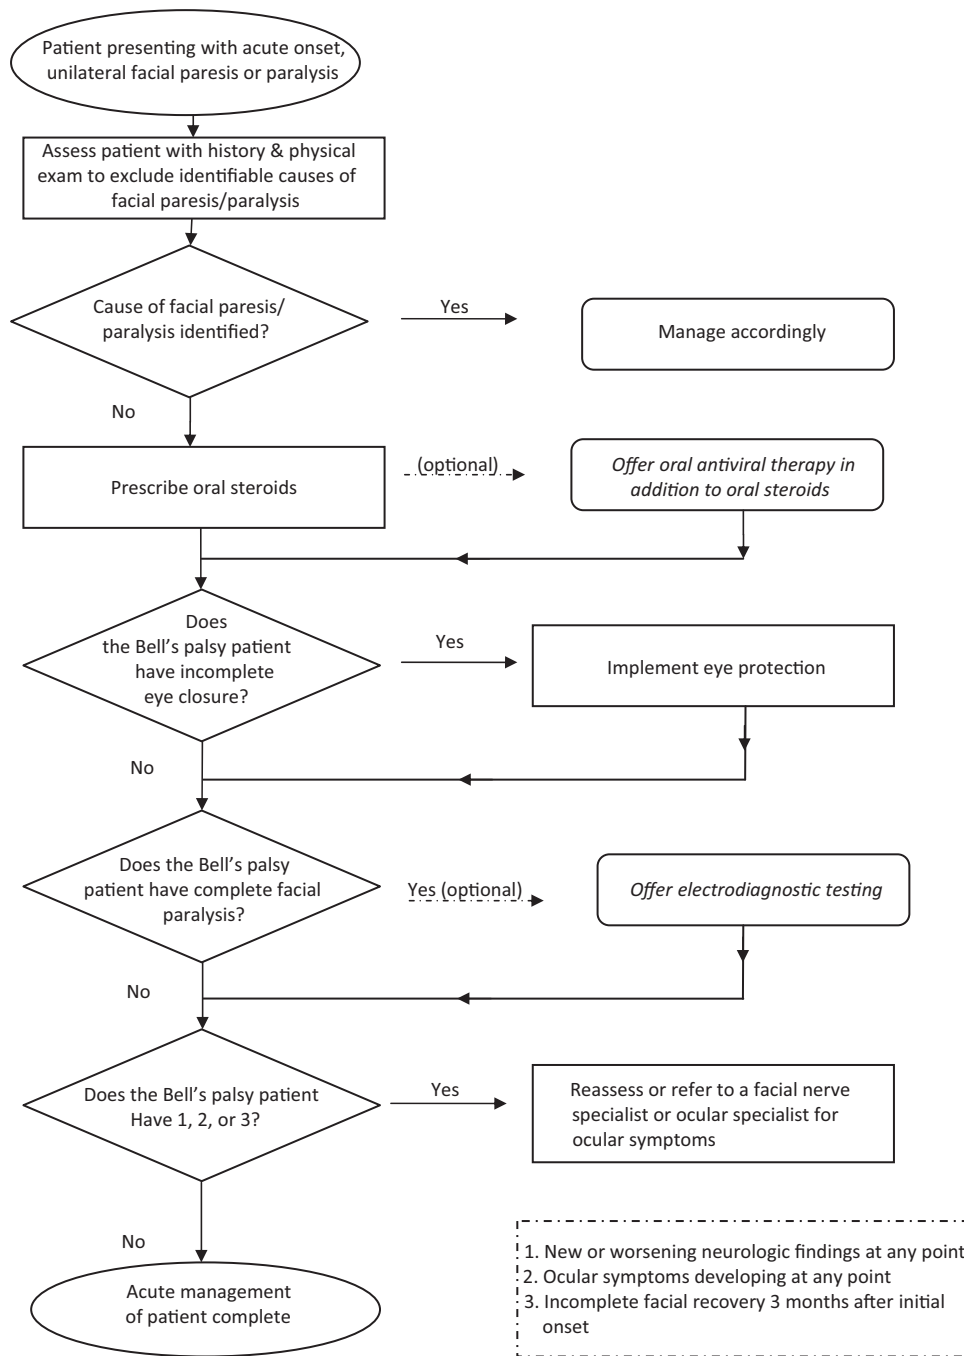 Patient presenting with acute onset,
unilateral facial paresis or paralysis
Assess patient with history & physical
exam to exclude identifiable causes of
facial paresis/paralysis
Cause of facial paresis/
paralysis identified?
Yes
Manage accordingly
No
Prescribe oral steroids
(optional)
Offer oral antiviral therapy in
addition to oral steroids
Does
the Bell's palsy patient
have incomplete
eye closure?
Yes
Implement eye protection
No
Does the Bell's palsy
patient have complete facial
paralysis?
Yes (optional)
Offer electrodiagnostic testing
No
Does the Bell's palsy patient
Have 1, 2, or 3?
Yes
Reassess or refer to a facial nerve
specialist or ocular specialist for
ocular symptoms
No
Acute management
of patient complete
1. New or worsening neurologic findings at any point
2. Ocular symptoms developing at any point
3. Incomplete facial recovery 3 months after initial
onset